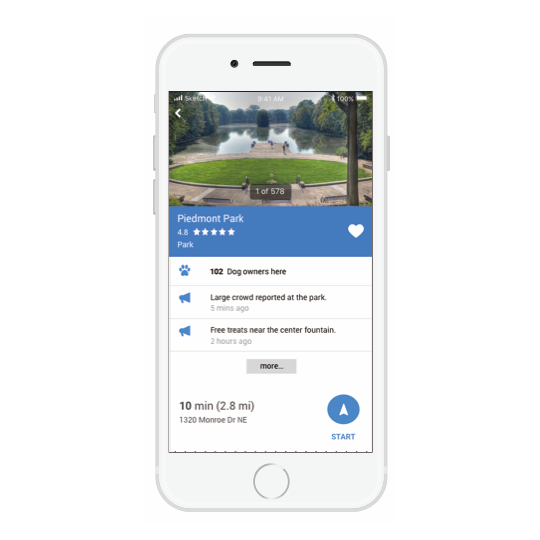 Sketch
9:41 AM
100%
1 of 578
Piedmont Park
4.8
Park
102 Dog owners here
Large crowd reported at the park.
5 mins ago
Free treats near the center fountain.
2 hours ago
more...
10 min (2.8 mi)
1320 Monroe Dr NE
START